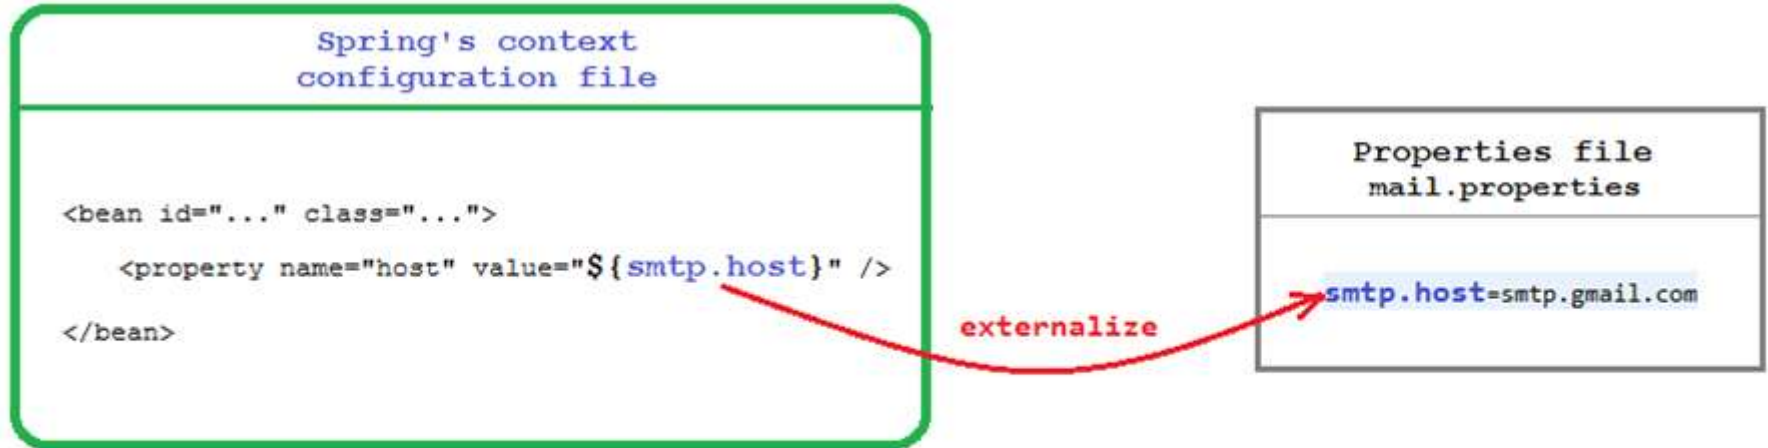 Spring's context
configuration file
<bean id="..." class="...">
<property name="host" value="${smtp.host}" />
</bean>
externalize
Properties file
mail.properties
smtp.host=smtp.gmail.com